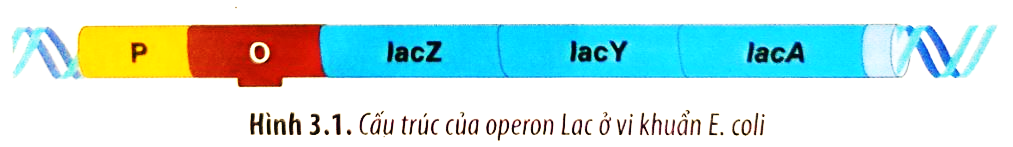 P O lacZ lacY lacA
Hình 3.1. Cấu trúc của operon Lac ở vi khuẩn E. coli